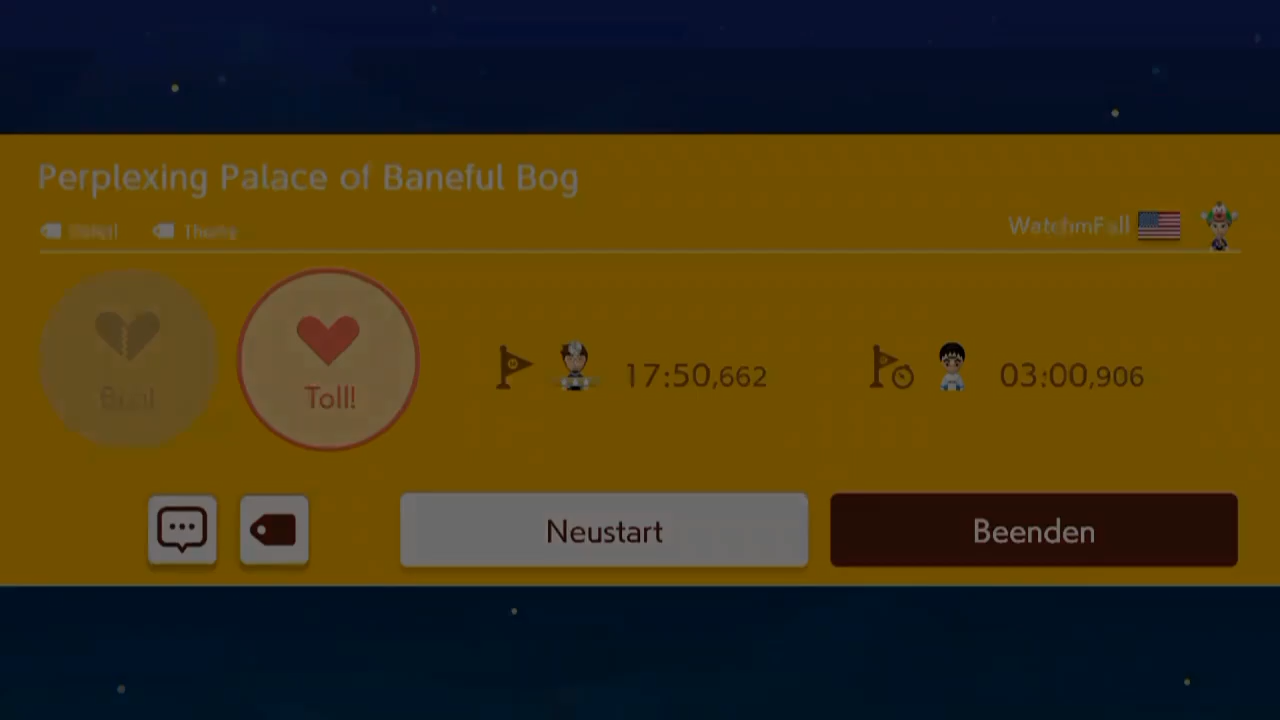 Perplexing Palace of Baneful Bog
WatchmFall
Toll!
17:50,662
03:00,906
Neustart
Beenden